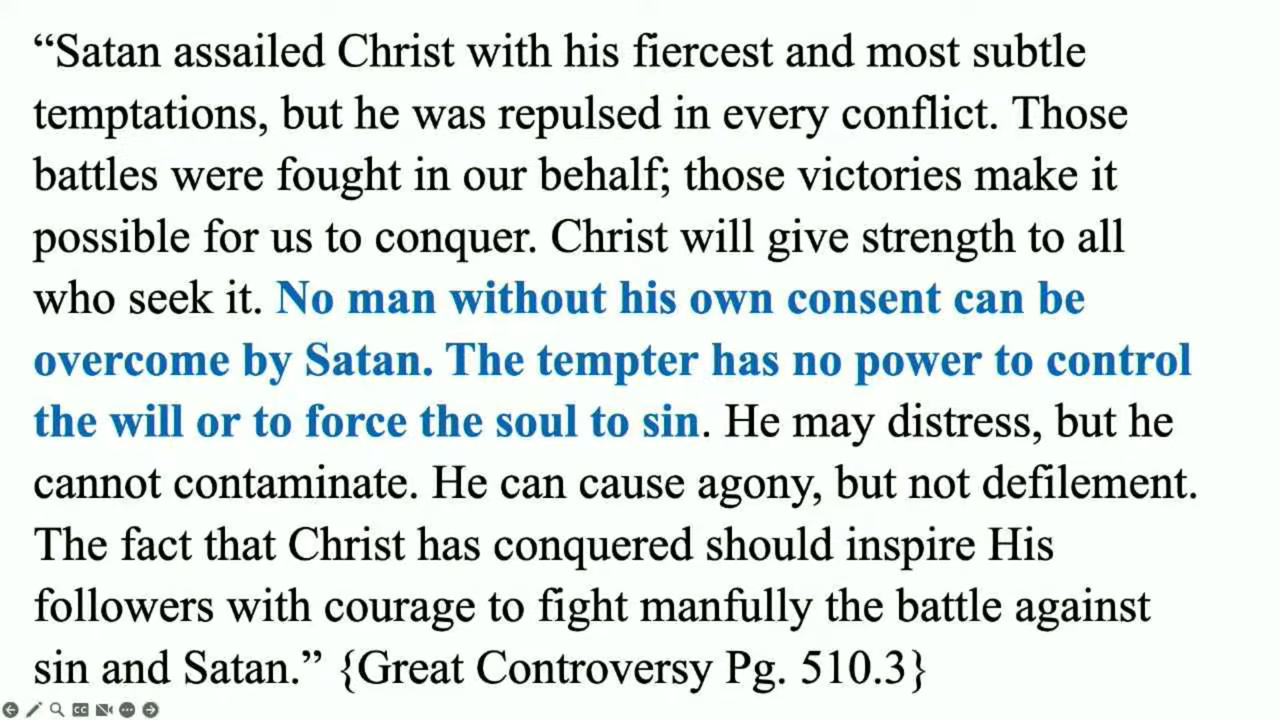 “Satan assailed Christ with his fiercest and most subtle
temptations, but he was repulsed in every conflict. Those
battles were fought in our behalf; those victories make it
possible for us to conquer. Christ will give strength to all
who seek it. No man without his own consent can be
overcome by Satan. The tempter has no power to control
the will or to force the soul to sin. He may distress, but he
cannot contaminate. He can cause agony, but not defilement.
The fact that Christ has conquered should inspire His
followers with courage to fight manfully the battle against
sin and Satan.” {Great Controversy Pg. 510.3}
CC